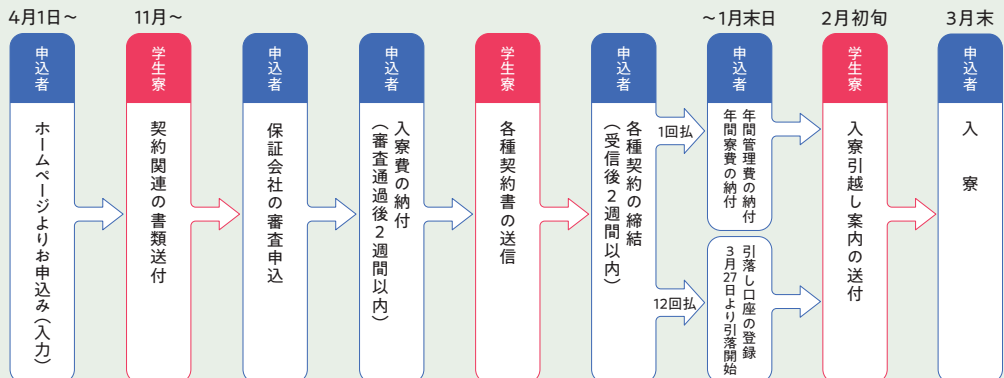 4月1日～
申込者
ホームページよりお申込み（入力）
11月～
学生寮
契約関連の書類送付
申込者
保証会社の審査申込
申込者
入寮費の納付
（審査通過後2週間以内）
学生寮
各種契約書の送信
申込者
各種契約の締結
（受信後2週間以内）
1回払
12回払
～1月末日
申込者
年間管理費の納付
年間寮費の納付
引落し口座の登録
3月27日より引落開始
2月初旬
学生寮
入寮引越し案内の送付
3月末
申込者
入寮